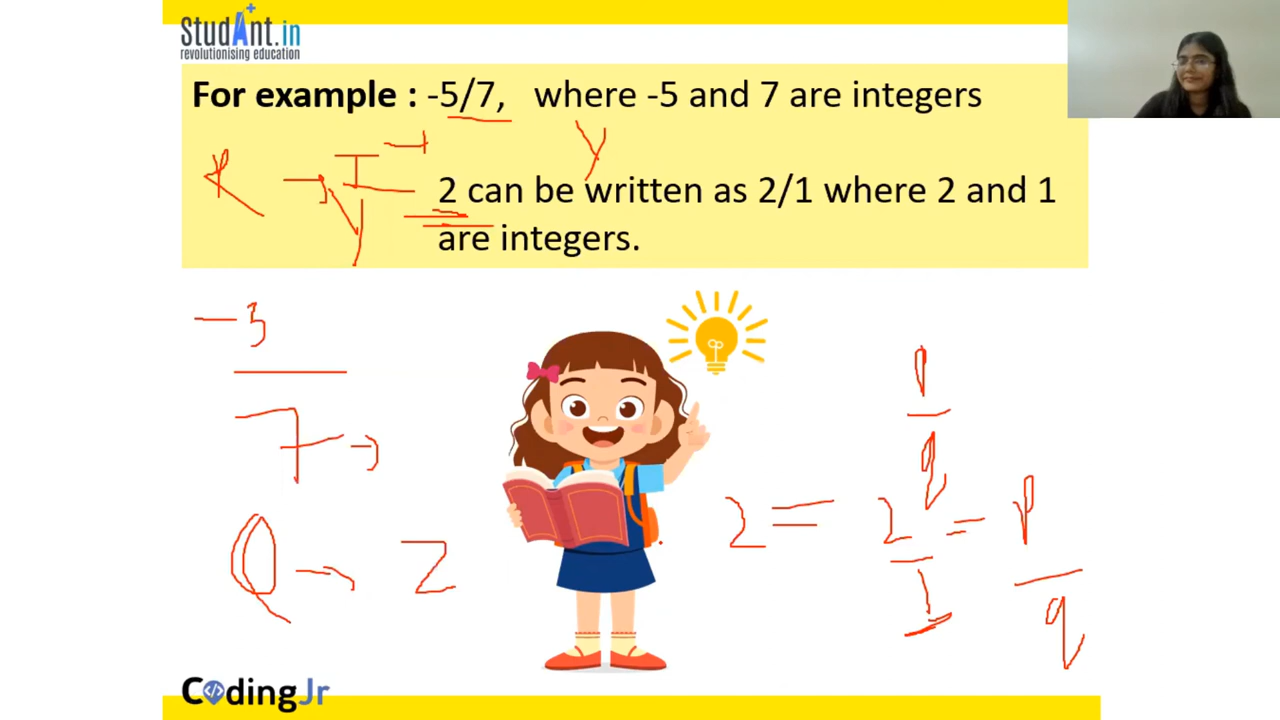 StudAnt.in
revolutionising education
For example : -5/7, where -5 and 7 are integers
2 can be written as 2/1 where 2 and 1
are integers.
R → I
y
y
7
p
q
2 = 2/1 = p/q
Q → Z
CodingJr